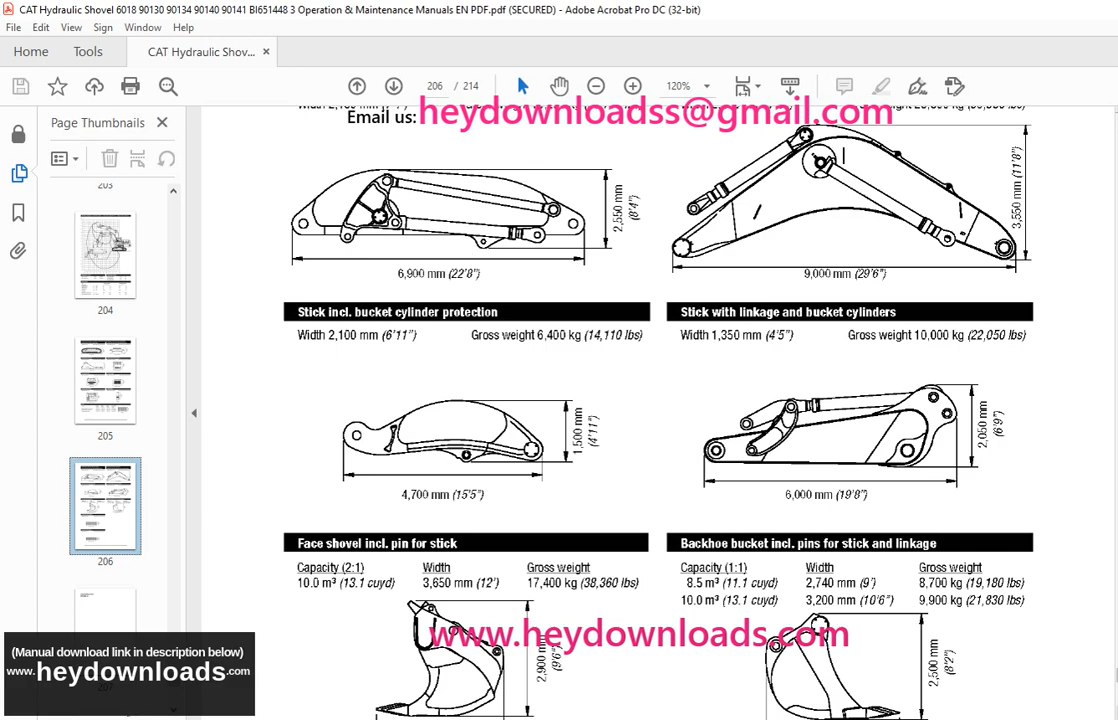 CAT Hydraulic Shovel 6018 90130 90134 90140 90141 BI651448 3 Operation & Maintenance Manuals EN PDF.pdf (SECURED) - Adobe Acrobat Pro DC (32-bit)
File Edit View Sign Window Help
Home Tools CAT Hydraulic Shov... ×
206 / 214 120%
Email us: heydownloadss@gmail.com
Page Thumbnails
203
204
205
206
2,550 mm
(8'4")
6,900 mm (22'8")
3,550 mm (11'8")
9,000 mm (29'6")
Stick incl. bucket cylinder protection
Width 2,100 mm (6'11") Gross weight 6,400 kg (14,110 lbs)
Stick with linkage and bucket cylinders
Width 1,350 mm (4'5") Gross weight 10,000 kg (22,050 lbs)
1,500 mm
(4'11")
4,700 mm (15'5")
2,050 mm
(6'9")
6,000 mm (19'8")
Face shovel incl. pin for stick
Capacity (2:1) Width Gross weight
10.0 m³ (13.1 cuyd) 3,650 mm (12') 17,400 kg (38,360 lbs)
Backhoe bucket incl. pins for stick and linkage
Capacity (1:1) Width Gross weight
8.5 m³ (11.1 cuyd) 2,740 mm (9') 8,700 kg (19,180 lbs)
10.0 m³ (13.1 cuyd) 3,200 mm (10'6") 9,900 kg (21,830 lbs)
www.heydownloads.com
2,900 mm
(9'6")
2,500 mm
(8'2")
(Manual download link in description below)
www.heydownloads.com